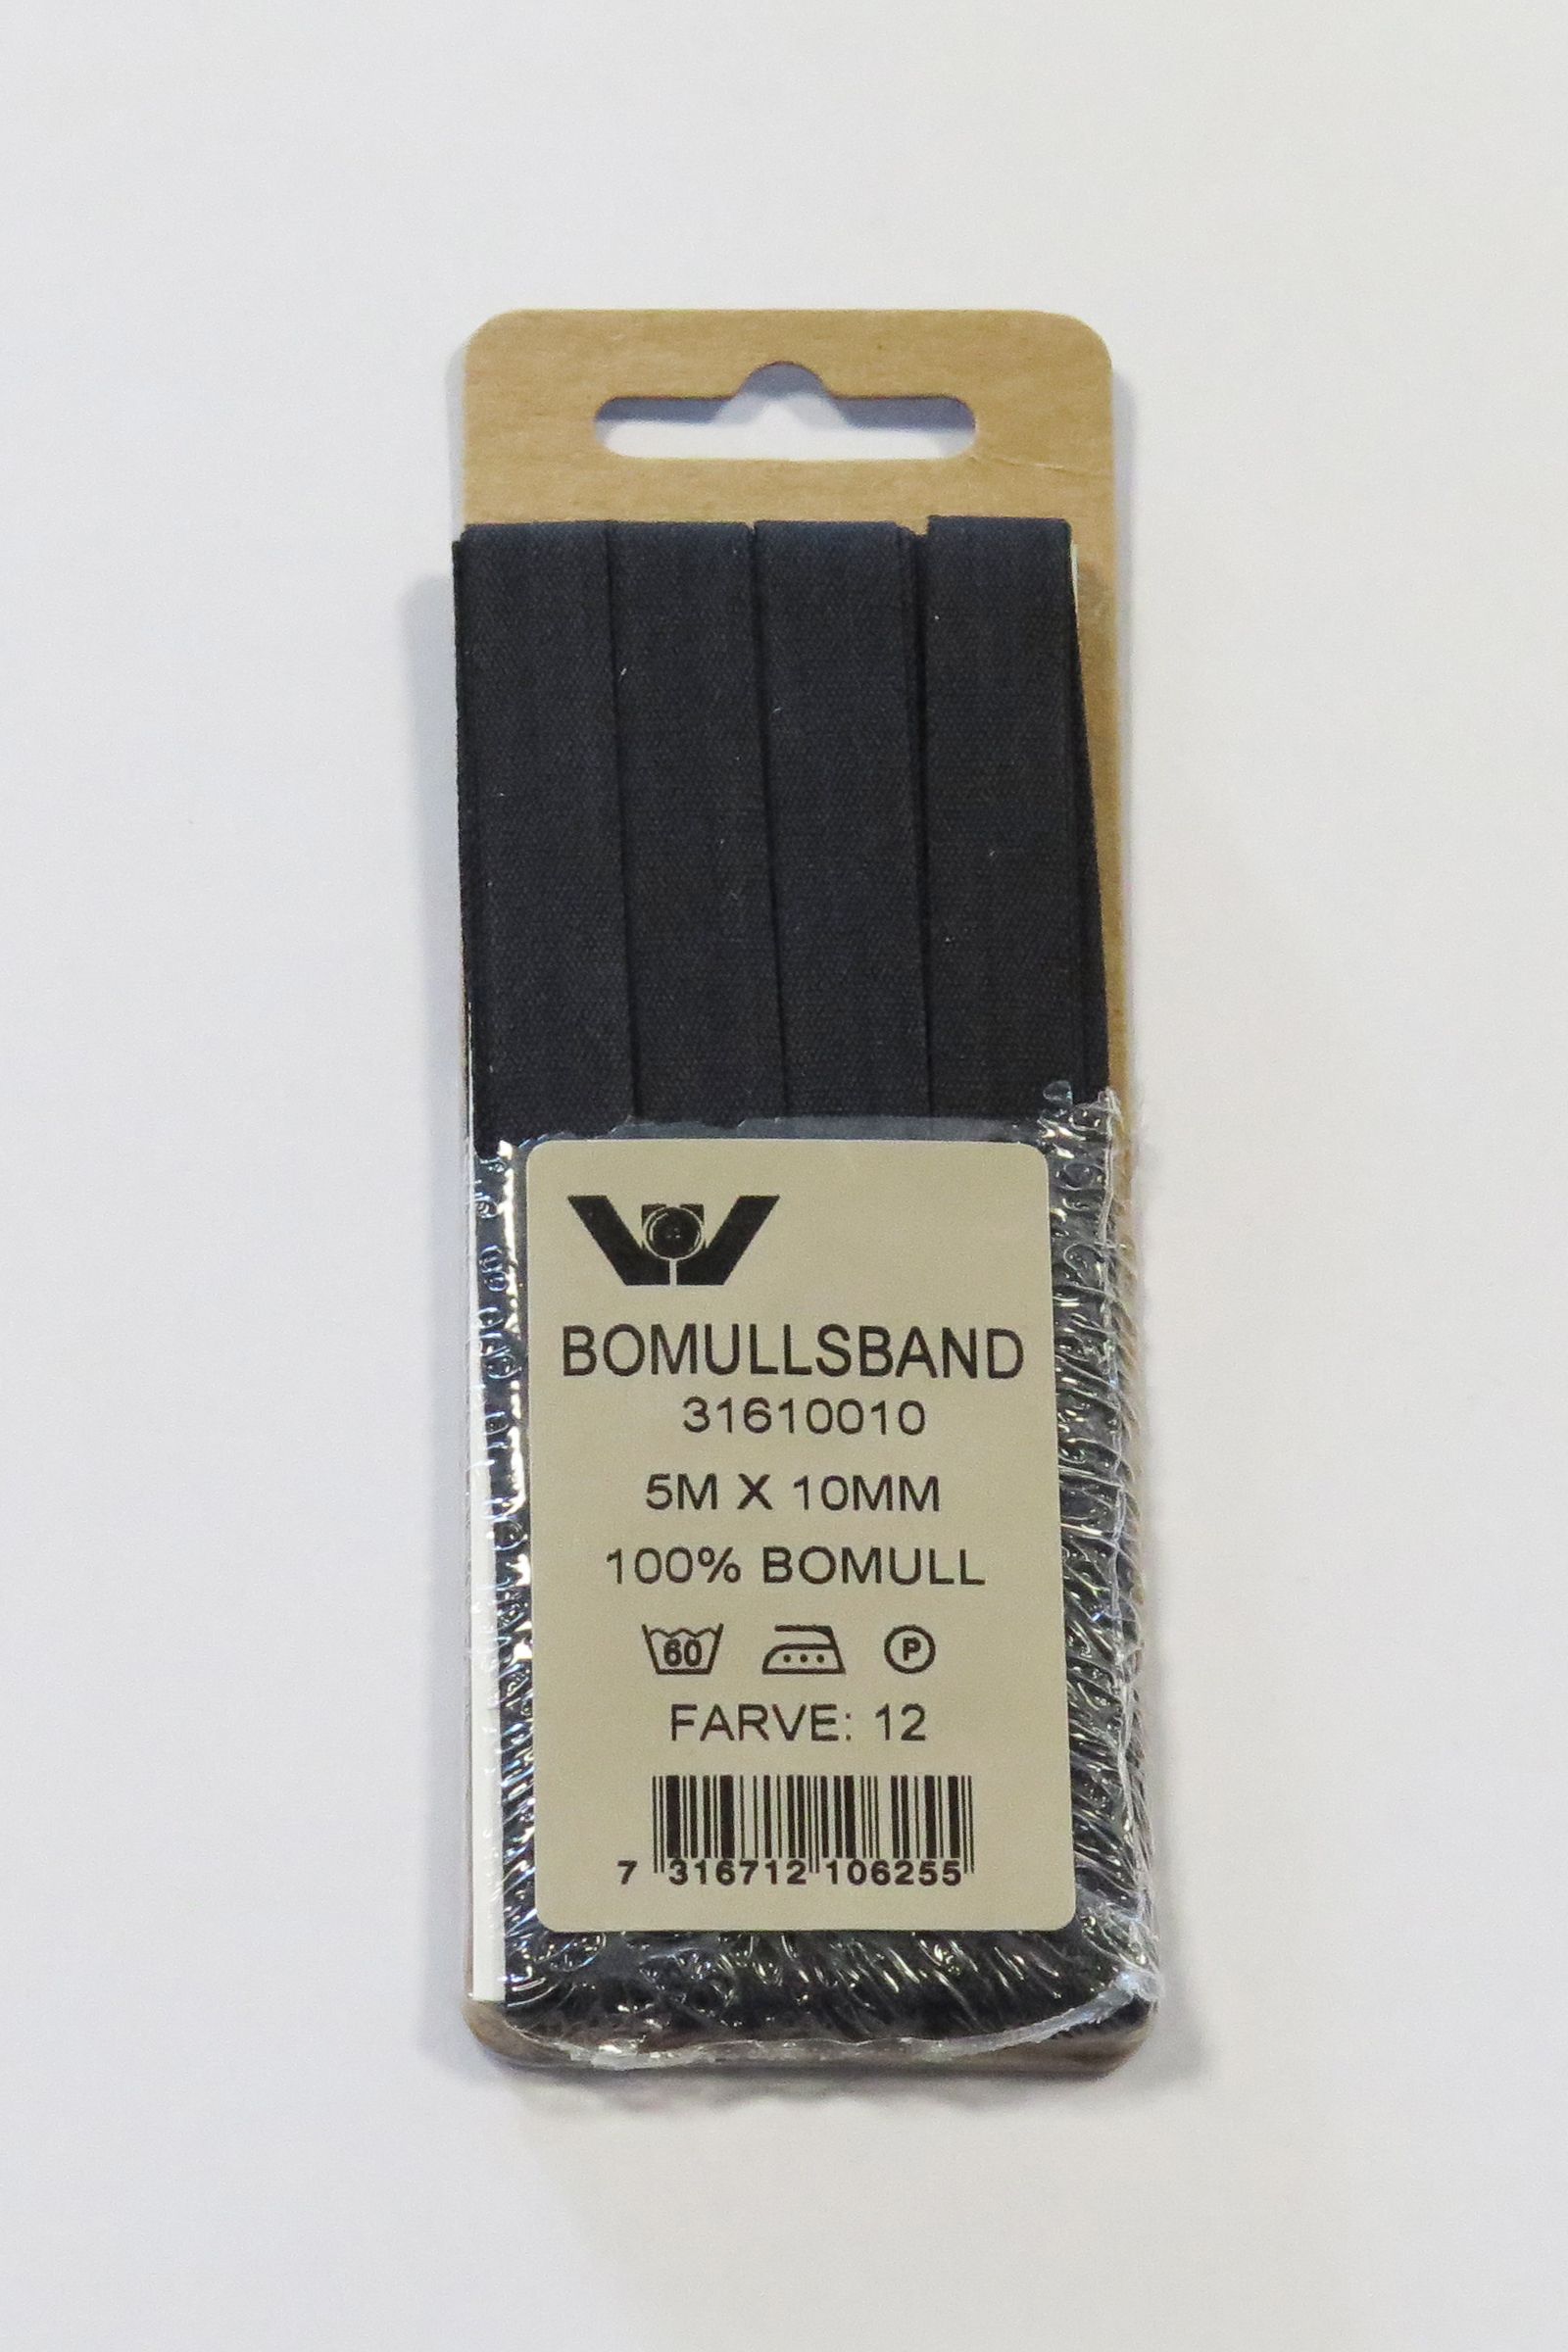 BOMULLSBAND
31610010
5M X 10MM
100% BOMULL
60 P
FARVE: 12
7 316712 106255